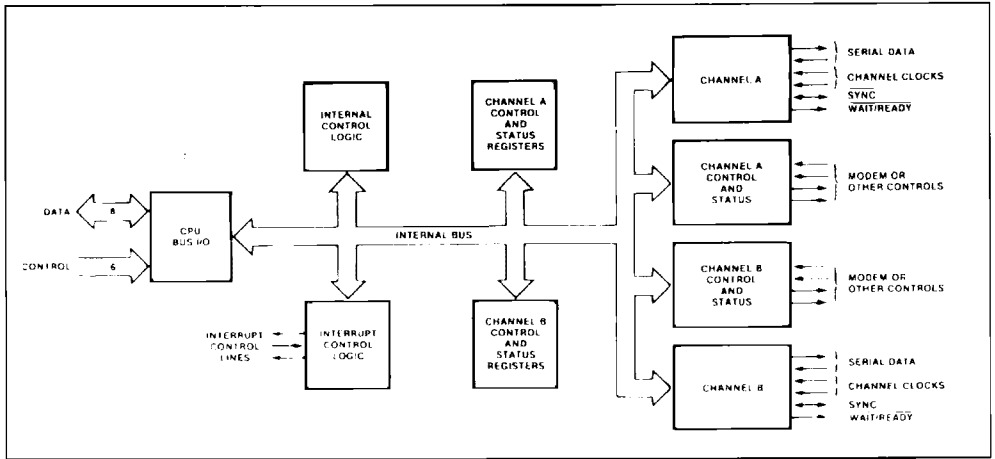 INTERNAL
CONTROL
LOGIC
CHANNEL A
CONTROL
AND
STATUS
REGISTERS
CHANNEL A
SERIAL DATA
CHANNEL CLOCKS
SYNC
WAIT/READY
CHANNEL A
CONTROL
AND
STATUS
MODEM OR
OTHER CONTROLS
DATA
8
CPU
BUS I/O
CONTROL
6
INTERNAL BUS
CHANNEL B
CONTROL
AND
STATUS
MODEM OR
OTHER CONTROLS
INTERRUPT
CONTROL
LINES
INTERRUPT
CONTROL
LOGIC
CHANNEL B
CONTROL
AND
STATUS
REGISTERS
CHANNEL B
SERIAL DATA
CHANNEL CLOCKS
SYNC
WAIT/READY